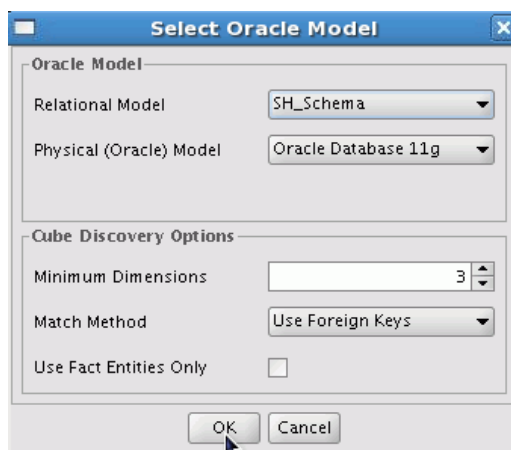 Select Oracle Model
Oracle Model
Relational Model SH_Schema
Physical (Oracle) Model Oracle Database 11g
Cube Discovery Options
Minimum Dimensions 3
Match Method Use Foreign Keys
Use Fact Entities Only
OK Cancel